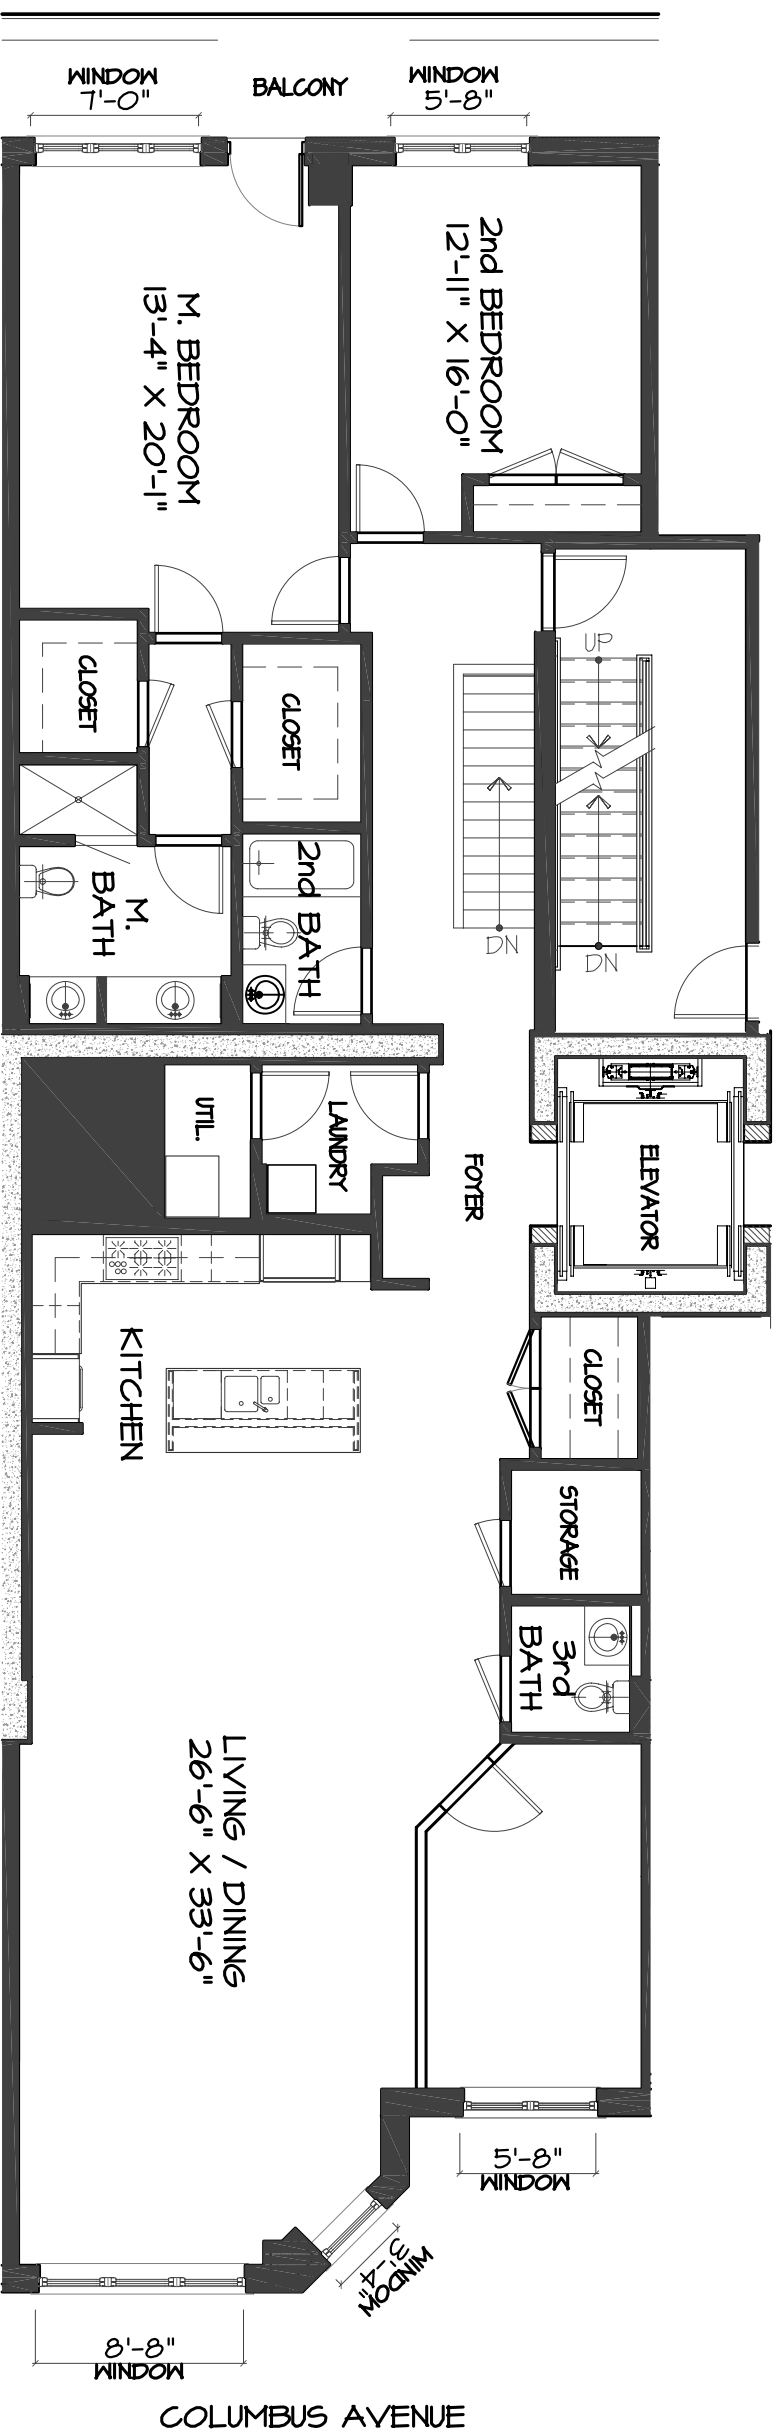 WINDOW
7'-0"
BALCONY
WINDOW
5'-8"
2nd BEDROOM
12'-11" X 16'-0"
M. BEDROOM
13'-4" X 20'-1"
UP
CLOSET
CLOSET
2nd BATH
M.
BATH
DN
DN
UTIL.
LAUNDRY
FOYER
ELEVATOR
KITCHEN
CLOSET
STORAGE
3rd
BATH
LIVING / DINING
26'-6" X 33'-6"
5'-8"
WINDOW
3'-4"
WINDOW
8'-8"
WINDOW
COLUMBUS AVENUE